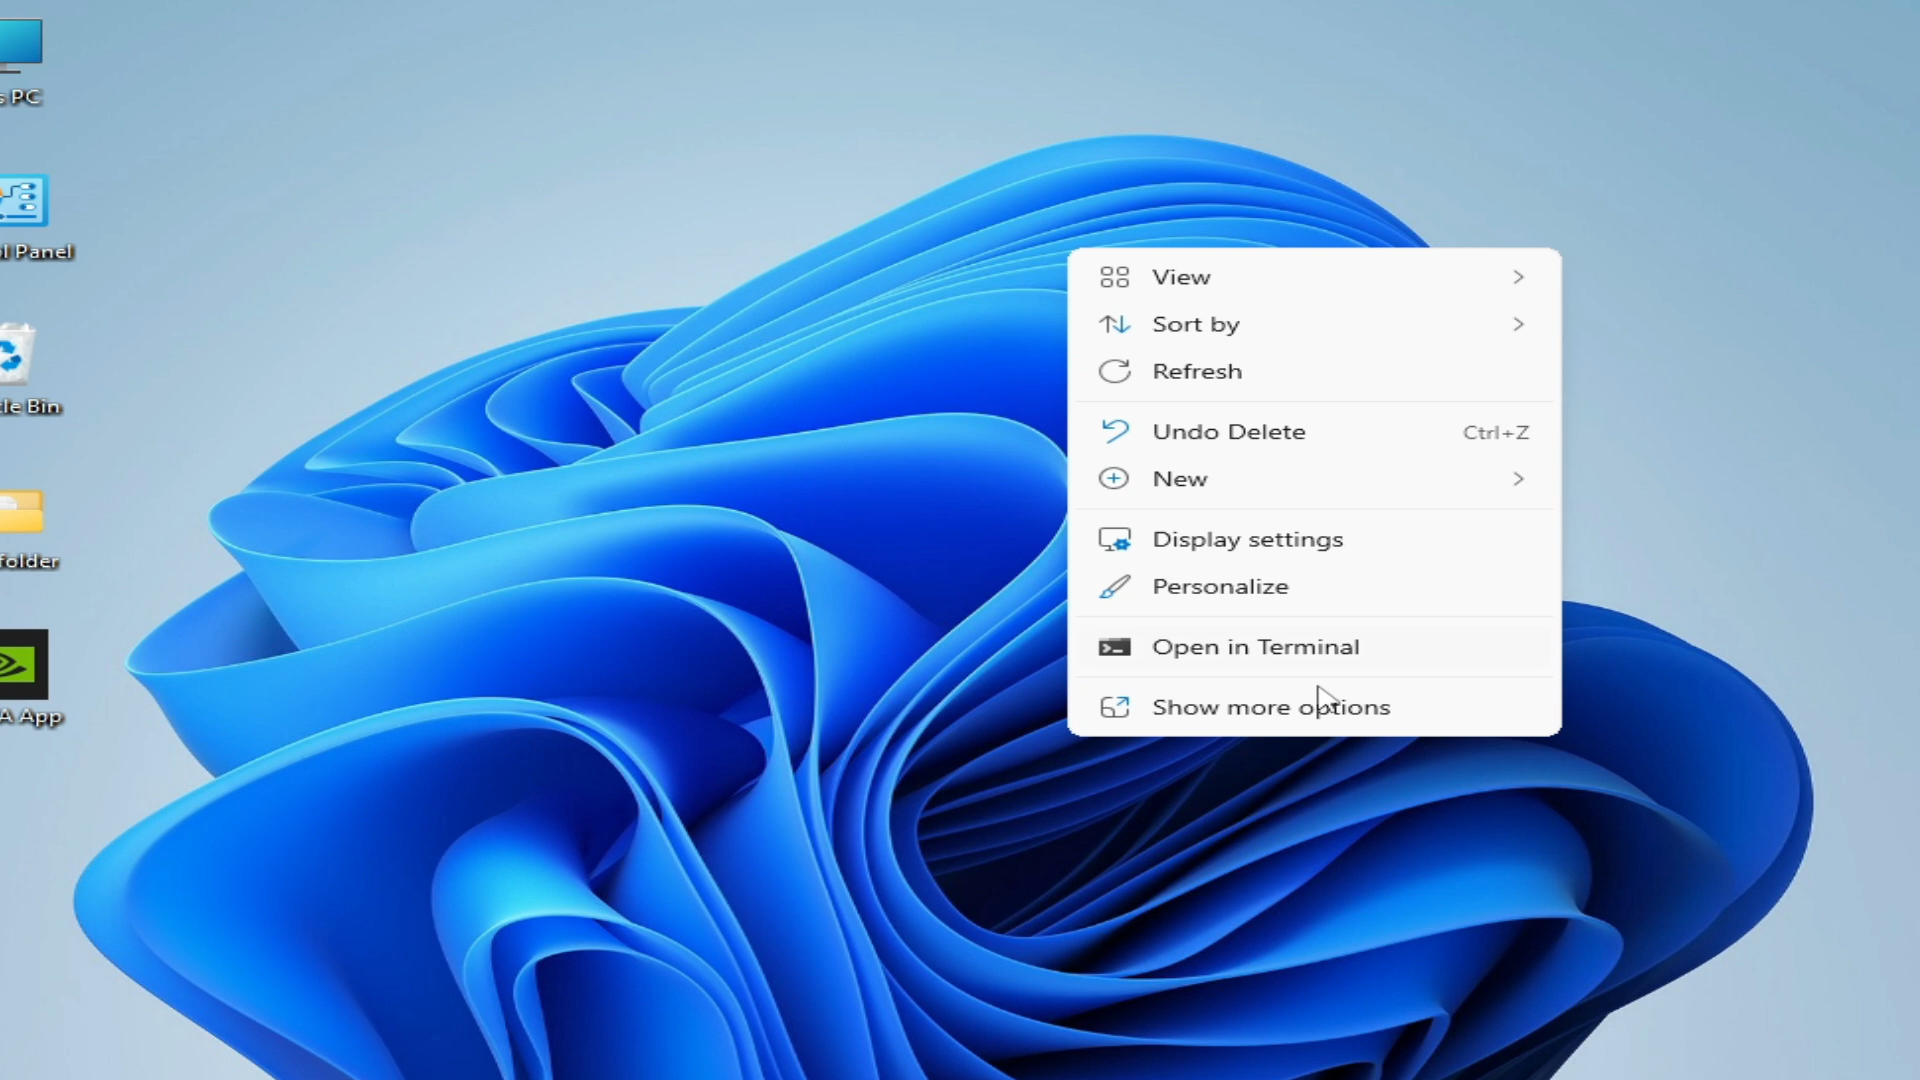 s PC
l Panel
le Bin
folder
A App
View
Sort by
Refresh
Undo Delete Ctrl+Z
New
Display settings
Personalize
Open in Terminal
Show more options